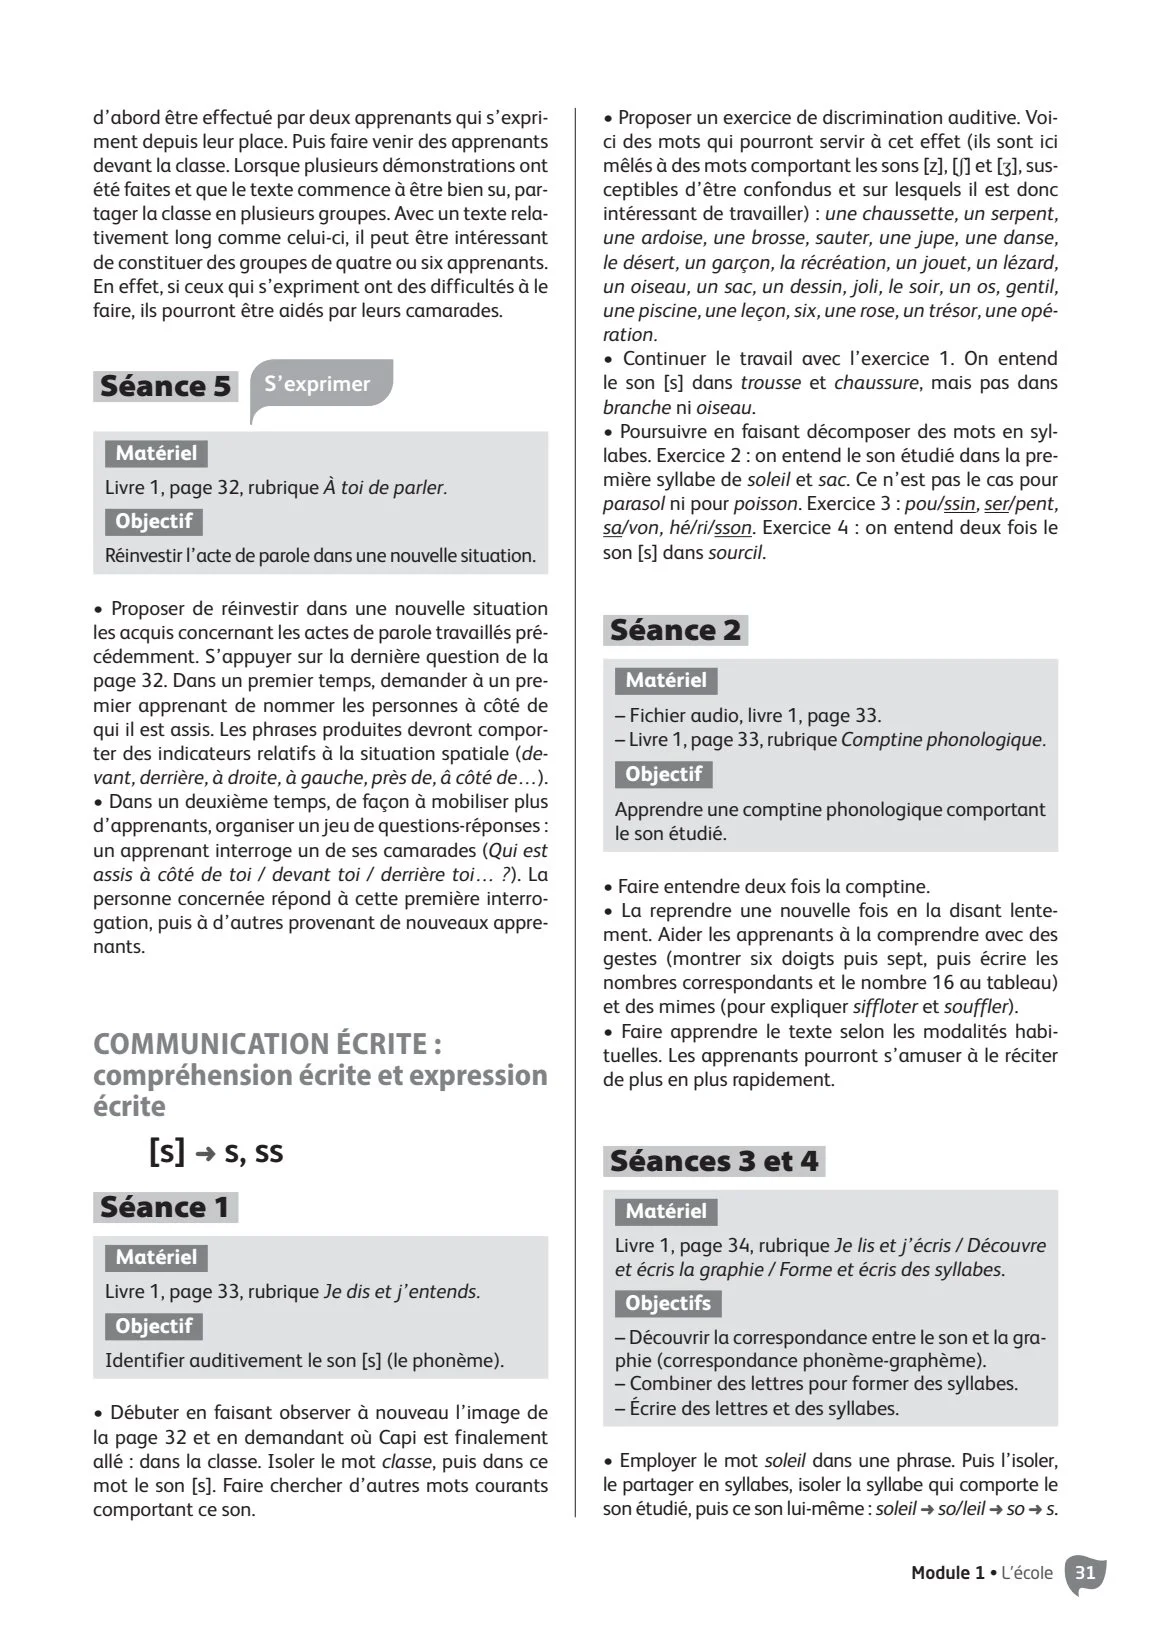 d’abord être effectué par deux apprenants qui s’expri-
ment depuis leur place. Puis faire venir des apprenants
devant la classe. Lorsque plusieurs démonstrations ont
été faites et que le texte commence à être bien su, par-
tager la classe en plusieurs groupes. Avec un texte rela-
tivement long comme celui-ci, il peut être intéressant
de constituer des groupes de quatre ou six apprenants.
En effet, si ceux qui s’expriment ont des difficultés à le
faire, ils pourront être aidés par leurs camarades.
Séance 5
S’exprimer
Matériel
Livre 1, page 32, rubrique À toi de parler.
Objectif
Réinvestir l’acte de parole dans une nouvelle situation.
• Proposer de réinvestir dans une nouvelle situation
les acquis concernant les actes de parole travaillés pré-
cédemment. S’appuyer sur la dernière question de la
page 32. Dans un premier temps, demander à un pre-
mier apprenant de nommer les personnes à côté de
qui il est assis. Les phrases produites devront compor-
ter des indicateurs relatifs à la situation spatiale (de-
vant, derrière, à droite, à gauche, près de, â côté de…).
• Dans un deuxième temps, de façon à mobiliser plus
d’apprenants, organiser un jeu de questions-réponses :
un apprenant interroge un de ses camarades (Qui est
assis à côté de toi / devant toi / derrière toi… ?). La
personne concernée répond à cette première interro-
gation, puis à d’autres provenant de nouveaux appre-
nants.
COMMUNICATION ÉCRITE :
compréhension écrite et expression
écrite
[s] ➜ s, ss
Séance 1
Matériel
Livre 1, page 33, rubrique Je dis et j’entends.
Objectif
Identifier auditivement le son [s] (le phonème).
• Débuter en faisant observer à nouveau l’image de
la page 32 et en demandant où Capi est finalement
allé : dans la classe. Isoler le mot classe, puis dans ce
mot le son [s]. Faire chercher d’autres mots courants
comportant ce son.
• Proposer un exercice de discrimination auditive. Voi-
ci des mots qui pourront servir à cet effet (ils sont ici
mêlés à des mots comportant les sons [z], [ʃ] et [ʒ], sus-
ceptibles d’être confondus et sur lesquels il est donc
intéressant de travailler) : une chaussette, un serpent,
une ardoise, une brosse, sauter, une jupe, une danse,
le désert, un garçon, la récréation, un jouet, un lézard,
un oiseau, un sac, un dessin, joli, le soir, un os, gentil,
une piscine, une leçon, six, une rose, un trésor, une opé-
ration.
• Continuer le travail avec l’exercice 1. On entend
le son [s] dans trousse et chaussure, mais pas dans
branche ni oiseau.
• Poursuivre en faisant décomposer des mots en syl-
labes. Exercice 2 : on entend le son étudié dans la pre-
mière syllabe de soleil et sac. Ce n’est pas le cas pour
parasol ni pour poisson. Exercice 3 : pou/ssin, ser/pent,
sa/von, hé/ri/sson. Exercice 4 : on entend deux fois le
son [s] dans sourcil.
Séance 2
Matériel
– Fichier audio, livre 1, page 33.
– Livre 1, page 33, rubrique Comptine phonologique.
Objectif
Apprendre une comptine phonologique comportant
le son étudié.
• Faire entendre deux fois la comptine.
• La reprendre une nouvelle fois en la disant lente-
ment. Aider les apprenants à la comprendre avec des
gestes (montrer six doigts puis sept, puis écrire les
nombres correspondants et le nombre 16 au tableau)
et des mimes (pour expliquer siffloter et souffler).
• Faire apprendre le texte selon les modalités habi-
tuelles. Les apprenants pourront s’amuser à le réciter
de plus en plus rapidement.
Séances 3 et 4
Matériel
Livre 1, page 34, rubrique Je lis et j’écris / Découvre
et écris la graphie / Forme et écris des syllabes.
Objectifs
– Découvrir la correspondance entre le son et la gra-
phie (correspondance phonème-graphème).
– Combiner des lettres pour former des syllabes.
– Écrire des lettres et des syllabes.
• Employer le mot soleil dans une phrase. Puis l’isoler,
le partager en syllabes, isoler la syllabe qui comporte le
son étudié, puis ce son lui-même : soleil ➜ so/leil ➜ so ➜ s.
Module 1 • L’école 31